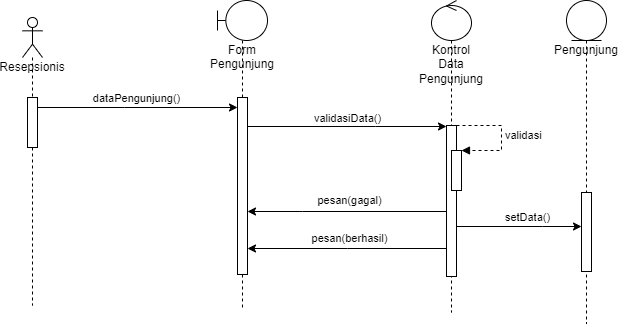 Resepsionis
Form
Pengunjung
Kontrol
Data
Pengunjung
Pengunjung
dataPengunjung()
validasiData()
validasi
pesan(gagal)
setData()
pesan(berhasil)